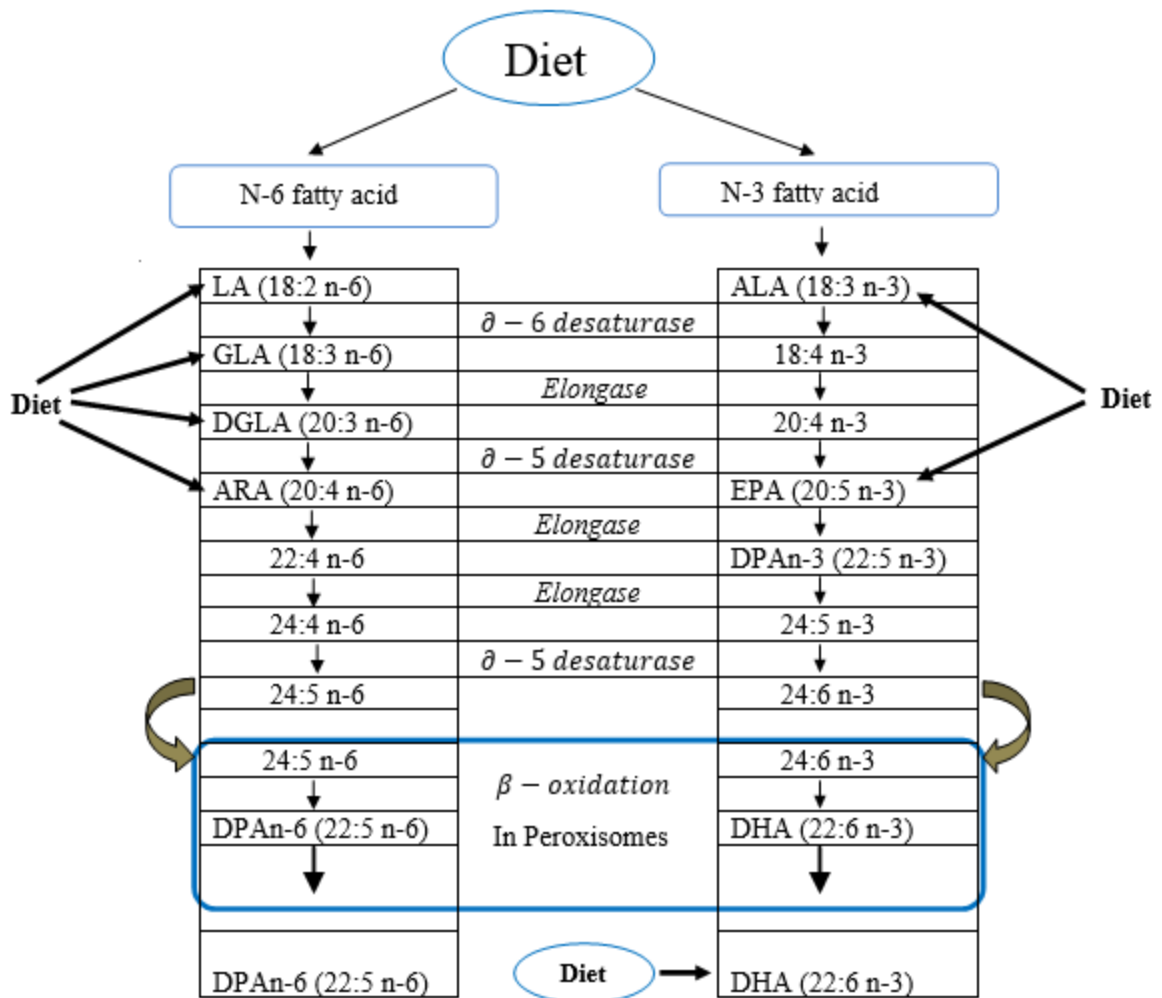 Diet
N-6 fatty acid
N-3 fatty acid
LA (18:2 n-6)
ALA (18:3 n-3)
∂ − 6 desaturase
GLA (18:3 n-6)
18:4 n-3
Elongase
Diet
Diet
DGLA (20:3 n-6)
20:4 n-3
∂ − 5 desaturase
ARA (20:4 n-6)
EPA (20:5 n-3)
Elongase
22:4 n-6
DPAn-3 (22:5 n-3)
Elongase
24:4 n-6
24:5 n-3
∂ − 5 desaturase
24:5 n-6
24:6 n-3
24:5 n-6
24:6 n-3
β − oxidation
In Peroxisomes
DPAn-6 (22:5 n-6)
DHA (22:6 n-3)
DPAn-6 (22:5 n-6)
Diet
DHA (22:6 n-3)